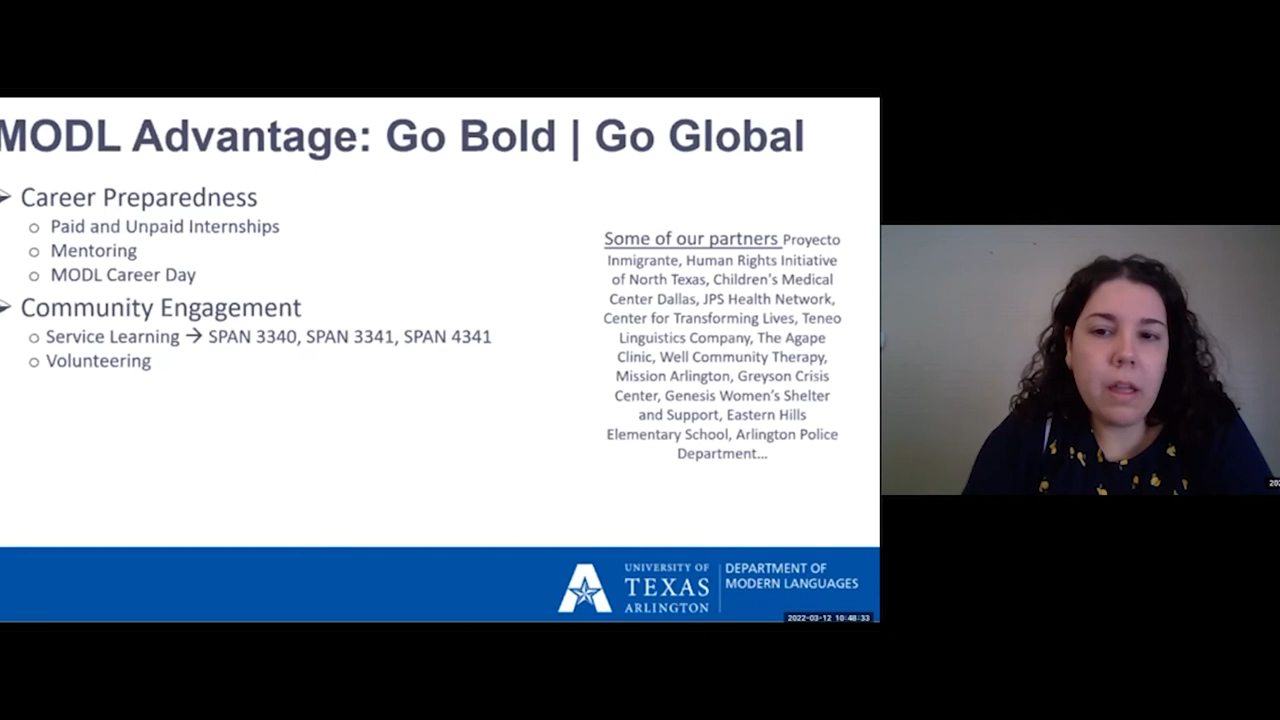 MODL Advantage: Go Bold | Go Global
Career Preparedness
Paid and Unpaid Internships
Mentoring
MODL Career Day
Community Engagement
Service Learning → SPAN 3340, SPAN 3341, SPAN 4341
Volunteering
Some of our partners Proyecto
Inmigrante, Human Rights Initiative
of North Texas, Children's Medical
Center Dallas, JPS Health Network,
Center for Transforming Lives, Teneo
Linguistics Company, The Agape
Clinic, Well Community Therapy,
Mission Arlington, Greyson Crisis
Center, Genesis Women's Shelter
and Support, Eastern Hills
Elementary School, Arlington Police
Department...
UNIVERSITY OF
TEXAS
ARLINGTON
DEPARTMENT OF
MODERN LANGUAGES
2022-03-12 10:48:33